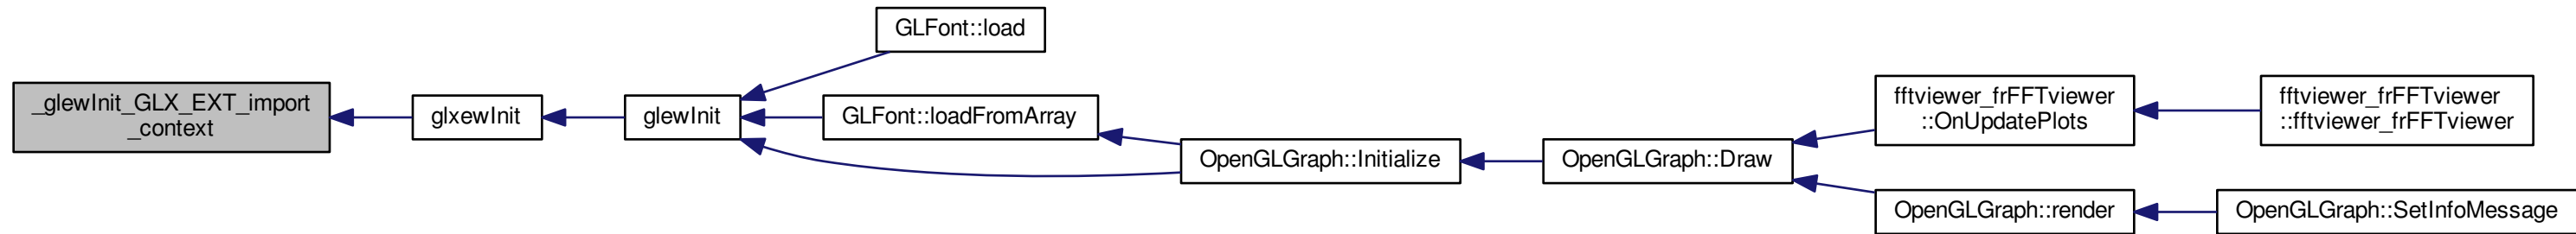 _glewInit_GLX_EXT_import
_context
glxewInit
glewInit
GLFont::load
GLFont::loadFromArray
OpenGLGraph::Initialize
OpenGLGraph::Draw
fftviewer_frFFTviewer
::OnUpdatePlots
fftviewer_frFFTviewer
::fftviewer_frFFTviewer
OpenGLGraph::render
OpenGLGraph::SetInfoMessage